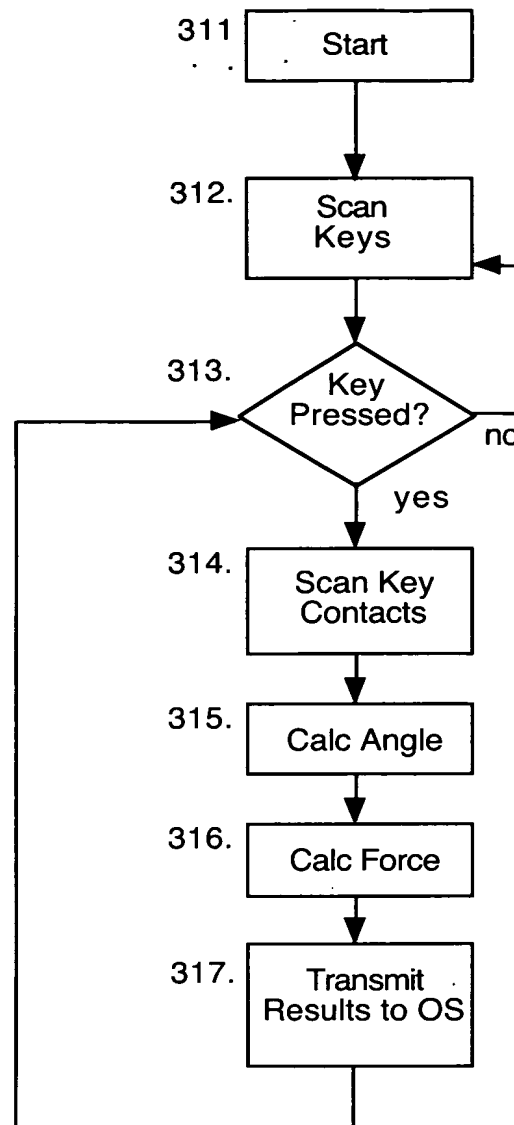 311
Start
312.
Scan
Keys
313.
Key
Pressed?
no
yes
314.
Scan Key
Contacts
315.
Calc Angle
316.
Calc Force
317.
Transmit
Results to OS